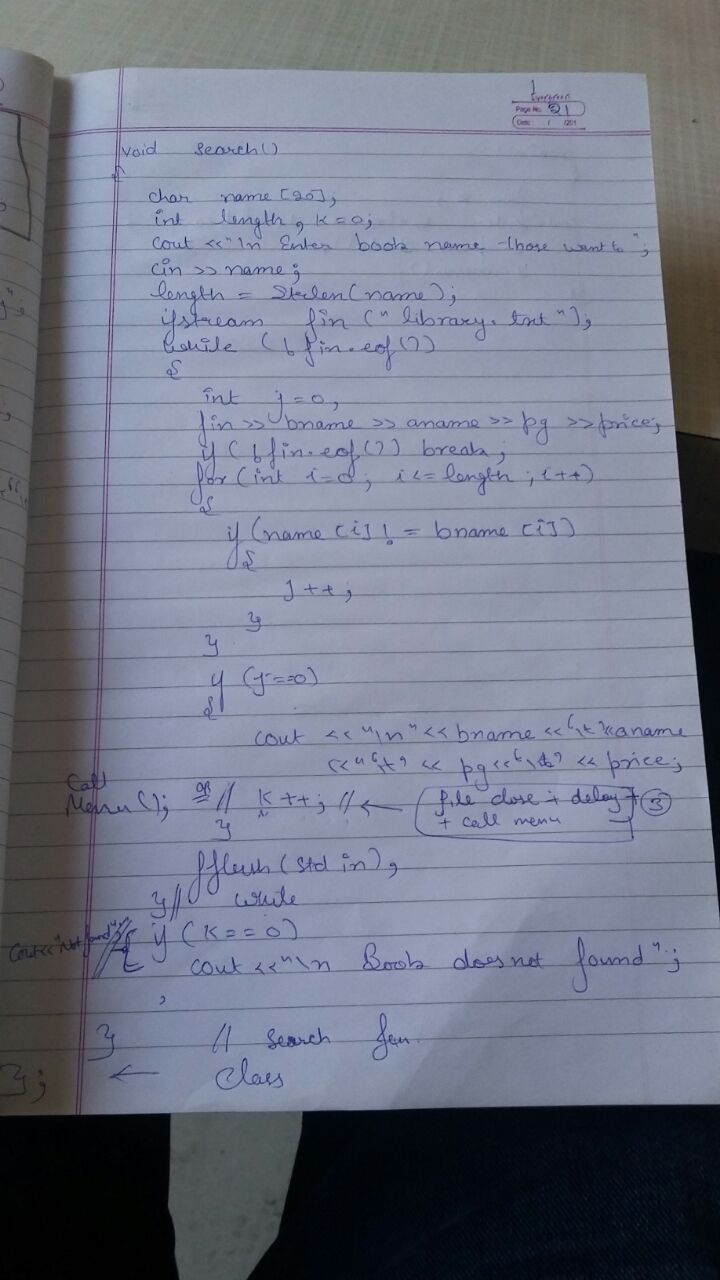 Page No. 21
Date: / /201
void search()
{
char name [20];
int length, k=0;
cout <<"\n Enter book name those want to";
cin >> name;
length = strlen(name);
ifstream fin ("library.txt");
while (!fin.eof())
{
int j=0;
fin >> bname >> aname >> pg >> price;
if (!fin.eof()) break;
for (int i=0; i<=length; i++)
{
if (name [i] != bname [i])
{
j++;
}
}
if (j==0)
{
cout <<"\n"<<bname <<'\t'<<aname
<<"'\t' << pg<<'\t' << price;
Call
Menu(); or // k++; // ← file close + delay + ③
+ call menu
}
fflush(stdin);
}// while
cout<<"Not found"; // { if (k==0)
cout <<"\n Book does not found";
}
} // search fun.
}; ← class